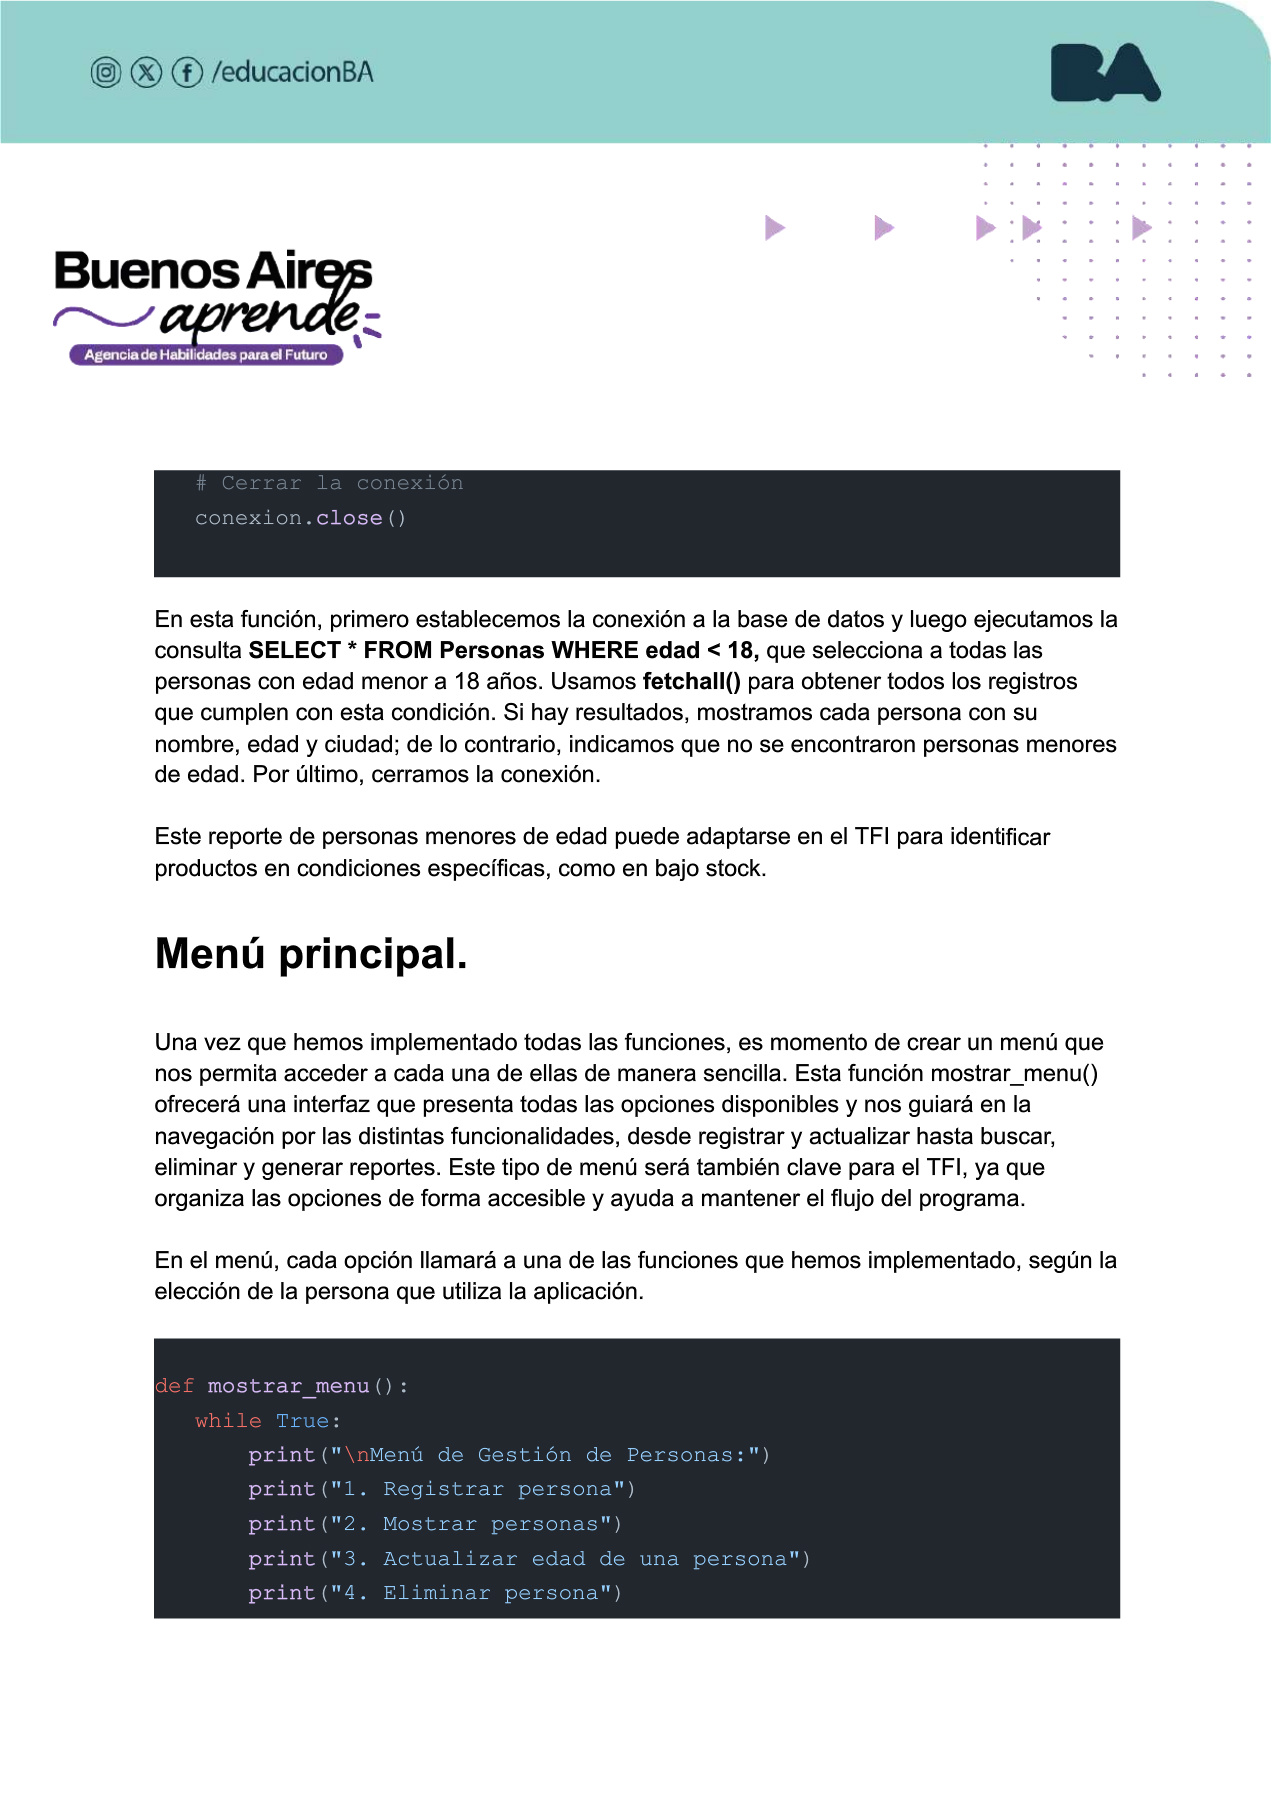 /educacionBA
BA
Buenos Aires
aprende
Agencia de Habilidades para el Futuro
# Cerrar la conexión
conexion.close()
En esta función, primero establecemos la conexión a la base de datos y luego ejecutamos la
consulta SELECT * FROM Personas WHERE edad < 18, que selecciona a todas las
personas con edad menor a 18 años. Usamos fetchall() para obtener todos los registros
que cumplen con esta condición. Si hay resultados, mostramos cada persona con su
nombre, edad y ciudad; de lo contrario, indicamos que no se encontraron personas menores
de edad. Por último, cerramos la conexión.
Este reporte de personas menores de edad puede adaptarse en el TFI para identificar
productos en condiciones específicas, como en bajo stock.
Menú principal.
Una vez que hemos implementado todas las funciones, es momento de crear un menú que
nos permita acceder a cada una de ellas de manera sencilla. Esta función mostrar_menu()
ofrecerá una interfaz que presenta todas las opciones disponibles y nos guiará en la
navegación por las distintas funcionalidades, desde registrar y actualizar hasta buscar,
eliminar y generar reportes. Este tipo de menú será también clave para el TFI, ya que
organiza las opciones de forma accesible y ayuda a mantener el flujo del programa.
En el menú, cada opción llamará a una de las funciones que hemos implementado, según la
elección de la persona que utiliza la aplicación.
def mostrar_menu():
while True:
print("\nMenú de Gestión de Personas:")
print("1. Registrar persona")
print("2. Mostrar personas")
print("3. Actualizar edad de una persona")
print("4. Eliminar persona")